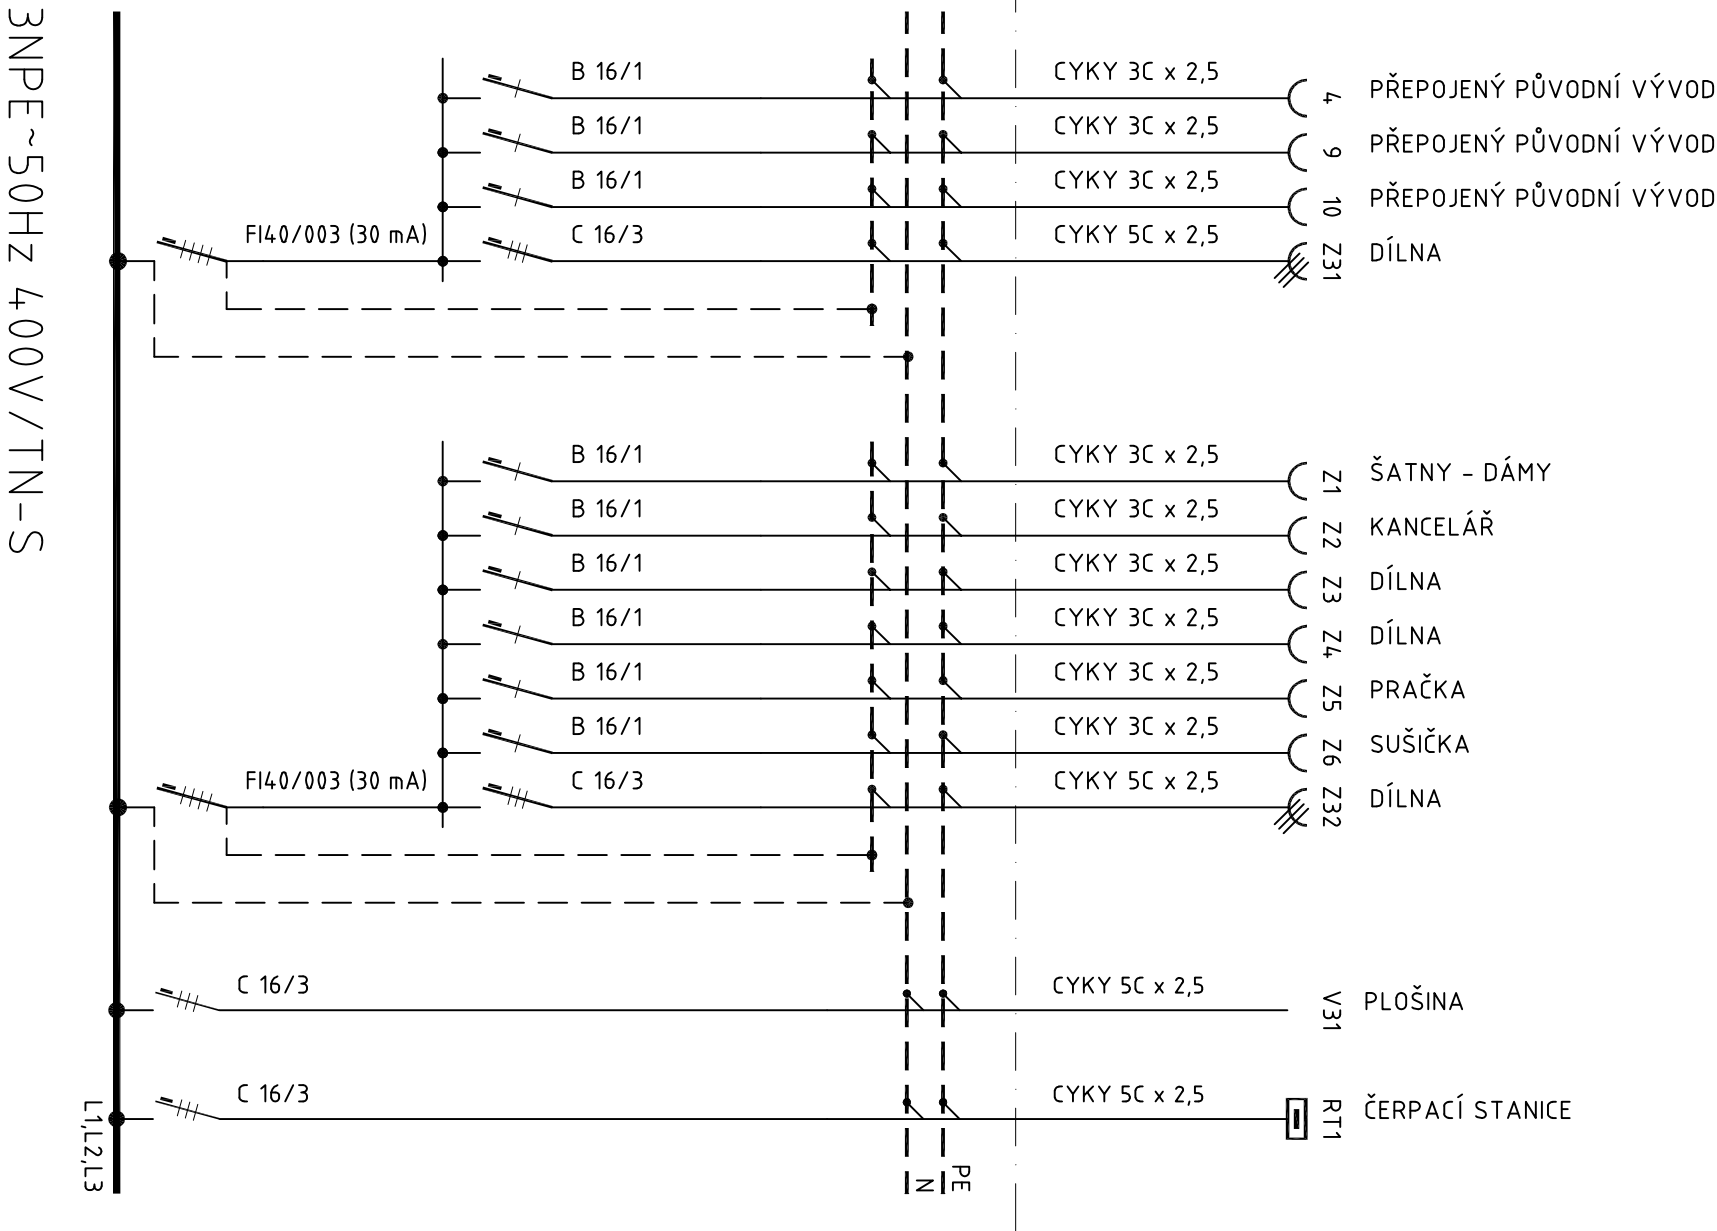 3NPE~50Hz 400V/TN-S
B 16/1 CYKY 3C x 2,5 4 PŘEPOJENÝ PŮVODNÍ VÝVOD
B 16/1 CYKY 3C x 2,5 9 PŘEPOJENÝ PŮVODNÍ VÝVOD
B 16/1 CYKY 3C x 2,5 10 PŘEPOJENÝ PŮVODNÍ VÝVOD
FI40/003 (30 mA) C 16/3 CYKY 5C x 2,5 Z31 DÍLNA
B 16/1 CYKY 3C x 2,5 Z1 ŠATNY - DÁMY
B 16/1 CYKY 3C x 2,5 Z2 KANCELÁŘ
B 16/1 CYKY 3C x 2,5 Z3 DÍLNA
B 16/1 CYKY 3C x 2,5 Z4 DÍLNA
B 16/1 CYKY 3C x 2,5 Z5 PRAČKA
B 16/1 CYKY 3C x 2,5 Z6 SUŠIČKA
FI40/003 (30 mA) C 16/3 CYKY 5C x 2,5 Z32 DÍLNA
C 16/3 CYKY 5C x 2,5 V31 PLOŠINA
C 16/3 CYKY 5C x 2,5 RT1 ČERPACÍ STANICE
L1,L2,L3
N
PE